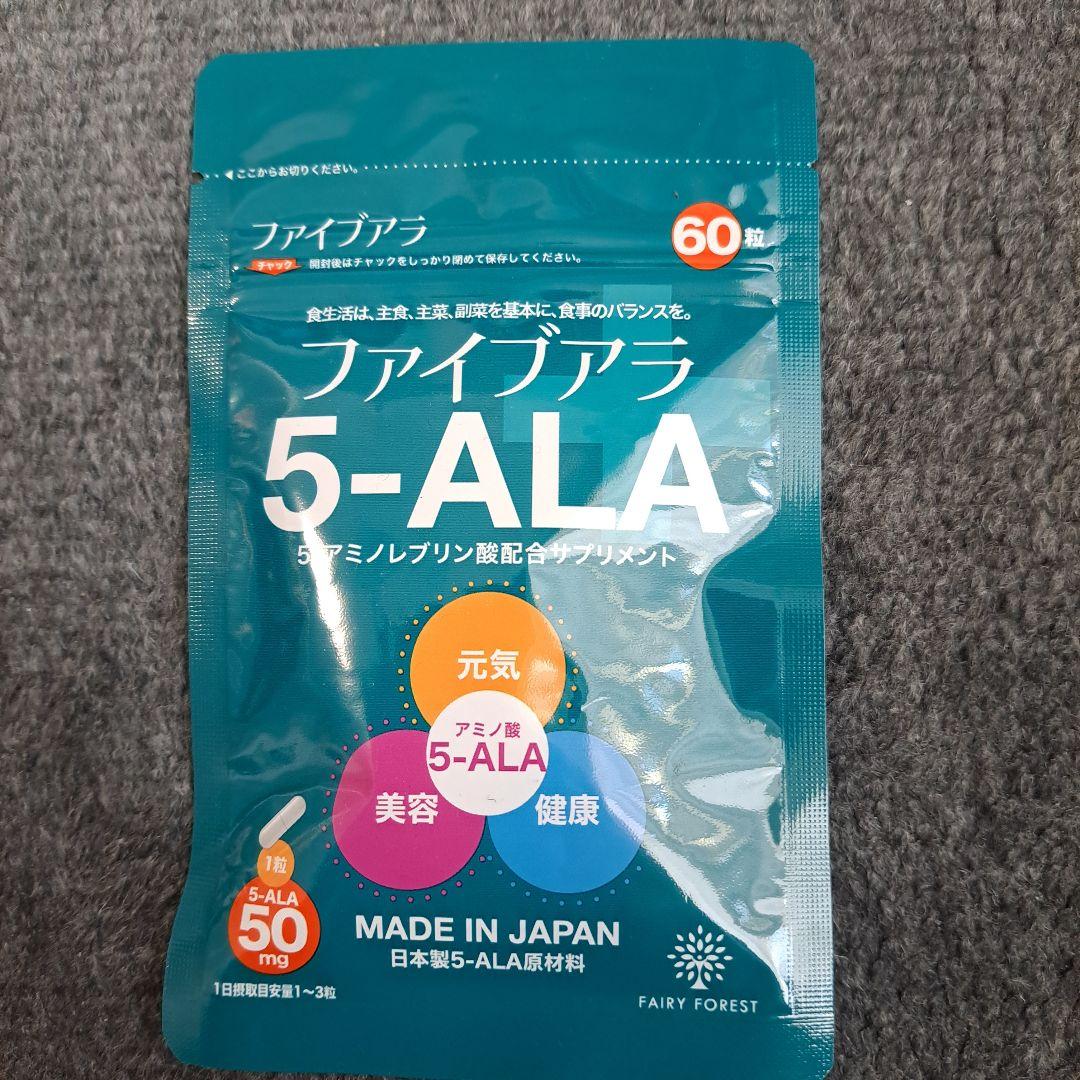 ◀ここからお切りください。
ファイブアラ
60粒
チャック 開封後はチャックをしっかり閉めて保存してください。
食生活は、主食、主菜、副菜を基本に、食事のバランスを。
ファイブアラ
5-ALA
5-アミノレブリン酸配合サプリメント
元気
アミノ酸
5-ALA
美容
健康
1粒
5-ALA
50
mg
1日摂取目安量1〜3粒
MADE IN JAPAN
日本製5-ALA原材料
FAIRY FOREST